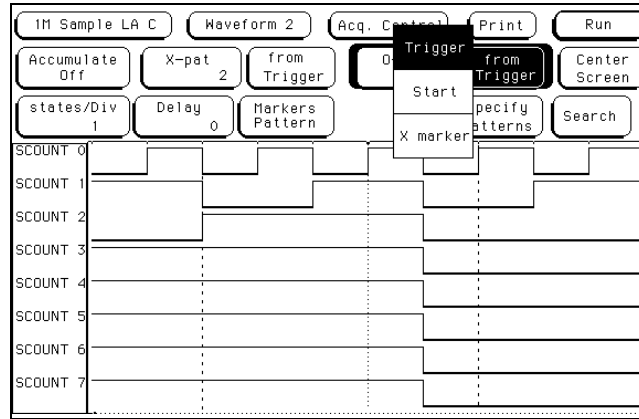 1M Sample LA C
Waveform 2
Acq. Control
Print
Run
Accumulate
Off
X-pat
2
from
Trigger
Trigger
Start
X marker
from
Trigger
Center
Screen
states/Div
1
Delay
0
Markers
Pattern
Search
SCOUNT 0
SCOUNT 1
SCOUNT 2
SCOUNT 3
SCOUNT 4
SCOUNT 5
SCOUNT 6
SCOUNT 7